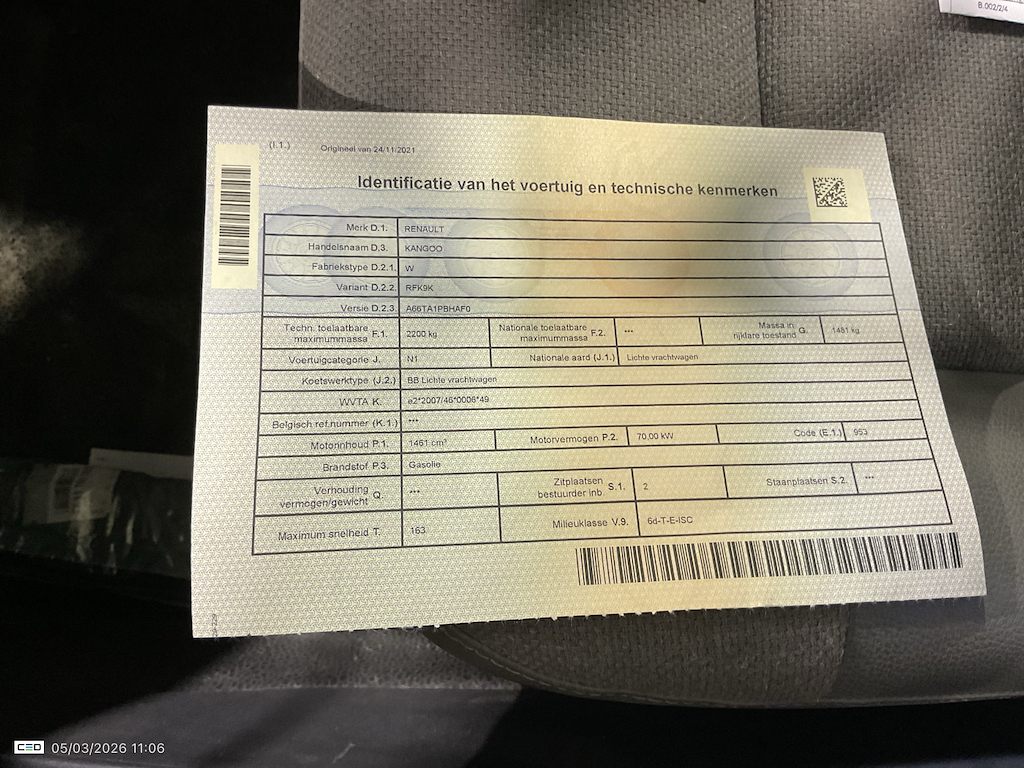 B.002/2/4
(I.1.) Origineel van 24/11/2021
Identificatie van het voertuig en technische kenmerken
Merk D.1. RENAULT
Handelsnaam D.3. KANGOO
Fabriekstype D.2.1. W
Variant D.2.2. RFK9K
Versie D.2.3. A66TA1PBHAF0
Techn. toelaatbare maximummassa F.1. 2200 kg Nationale toelaatbare maximummassa F.2. *** Massa in rijklare toestand G. 1481 kg
Voertuigcategorie J. N1 Nationale aard (J.1.) Lichte vrachtwagen
Koetswerktype (J.2.) BB Lichte vrachtwagen
WVTA K. e2*2007/46*0006*49
Belgisch ref.nummer (K.1.) ***
Motorinhoud P.1. 1461 cm³ Motorvermogen P.2. 70,00 kW Code (E.1.) 953
Brandstof P.3. Gasolie
Verhouding vermogen/gewicht Q. *** Zitplaatsen bestuurder inb S.1. 2 Staanplaatsen S.2. ***
Maximum snelheid T. 163 Milieuklasse V.9. 6d-T-E-ISC
CEO 05/03/2026 11:06